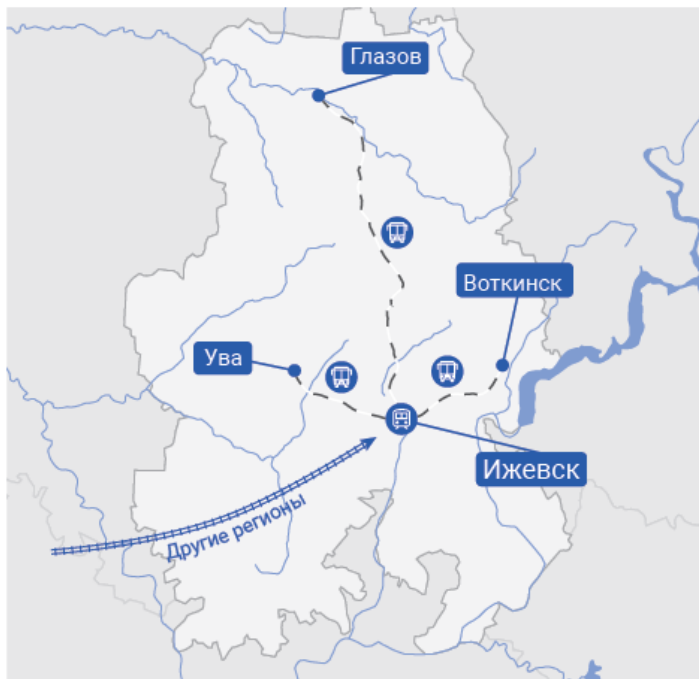 Глазов
Воткинск
Ува
Ижевск
Другие регионы